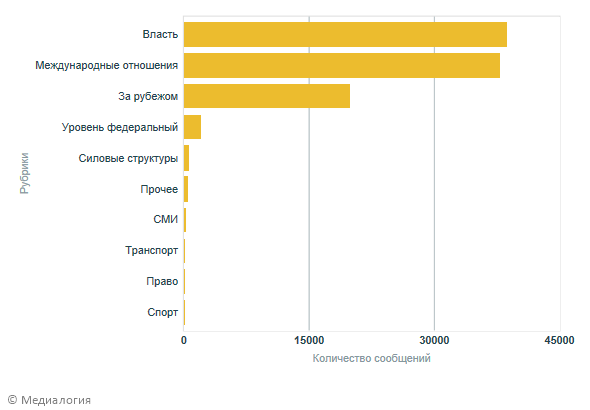 Власть
Международные отношения
За рубежом
Уровень федеральный
Силовые структуры
Прочее
СМИ
Транспорт
Право
Спорт
Рубрики
0 15000 30000 45000
Количество сообщений
© Медиалогия